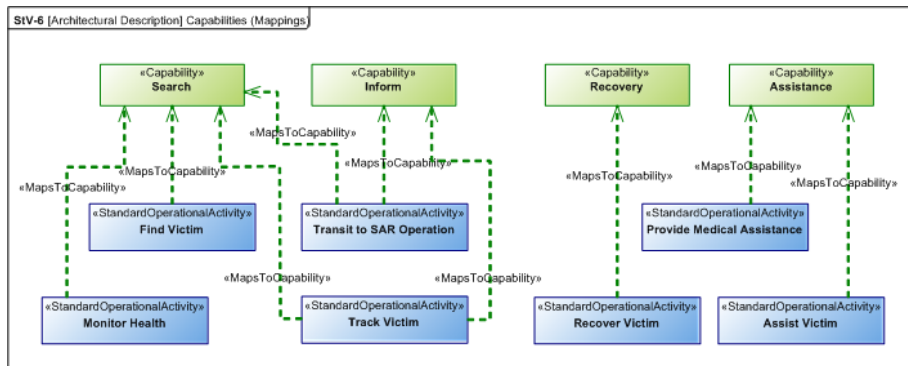 StV-6 [Architectural Description] Capabilities (Mappings)
«Capability»
Search
«Capability»
Inform
«Capability»
Recovery
«Capability»
Assistance
«MapsToCapability»
«MapsToCapability»
«MapsToCapability»
«MapsToCapability»
«MapsToCapability»
«MapsToCapability»
«MapsToCapability»
«MapsToCapability»
«StandardOperationalActivity»
Find Victim
«StandardOperationalActivity»
Transit to SAR Operation
«StandardOperationalActivity»
Provide Medical Assistance
«MapsToCapability»
«MapsToCapability»
«StandardOperationalActivity»
Monitor Health
«StandardOperationalActivity»
Track Victim
«StandardOperationalActivity»
Recover Victim
«StandardOperationalActivity»
Assist Victim